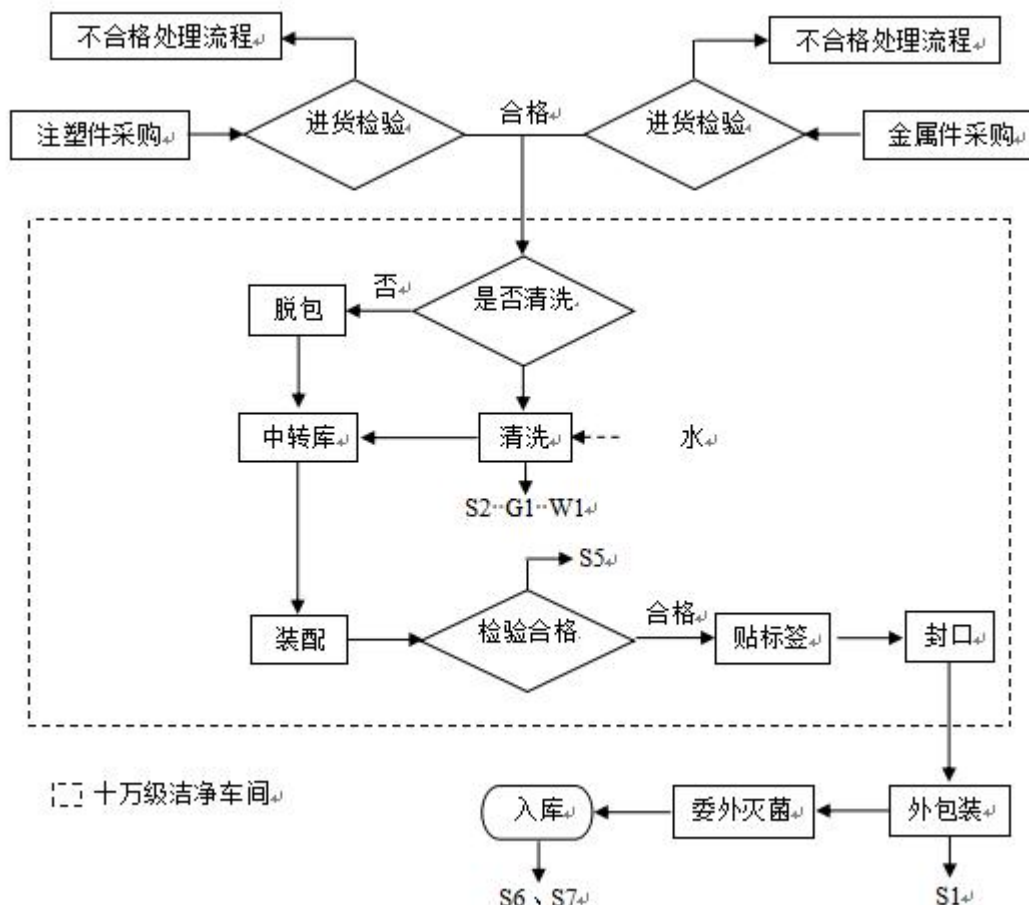 不合格处理流程
不合格处理流程
注塑件采购
进货检验
合格
进货检验
金属件采购
是否清洗
否
脱包
中转库
清洗
水
S2 G1 W1
S5
装配
检验合格
合格
贴标签
封口
十万级洁净车间
入库
委外灭菌
外包装
S6、S7
S1